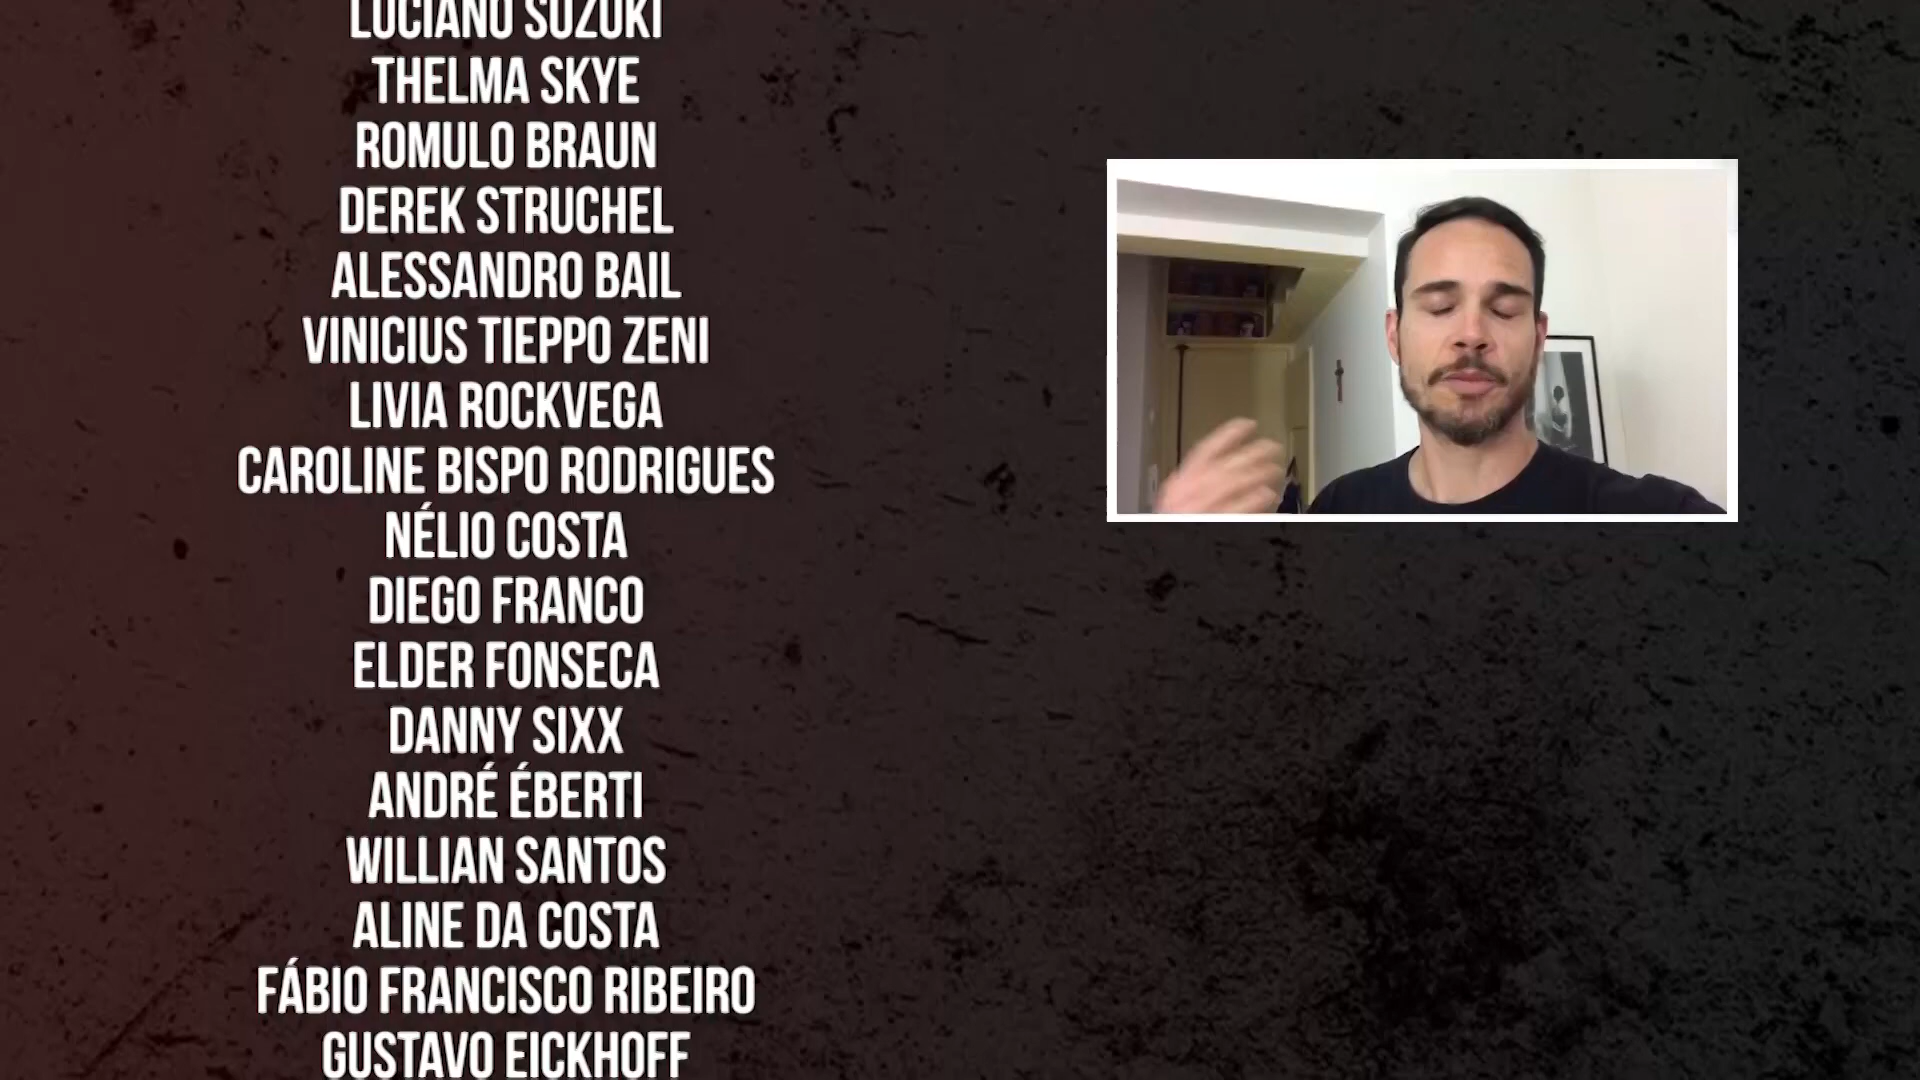 LUCIANO SUZUKI
THELMA SKYE
ROMULO BRAUN
DEREK STRUCHEL
ALESSANDRO BAIL
VINICIUS TIEPPO ZENI
LIVIA ROCKVEGA
CAROLINE BISPO RODRIGUES
NÉLIO COSTA
DIEGO FRANCO
ELDER FONSECA
DANNY SIXX
ANDRÉ ÉBERTI
WILLIAN SANTOS
ALINE DA COSTA
FÁBIO FRANCISCO RIBEIRO
GUSTAVO EICKHOFF